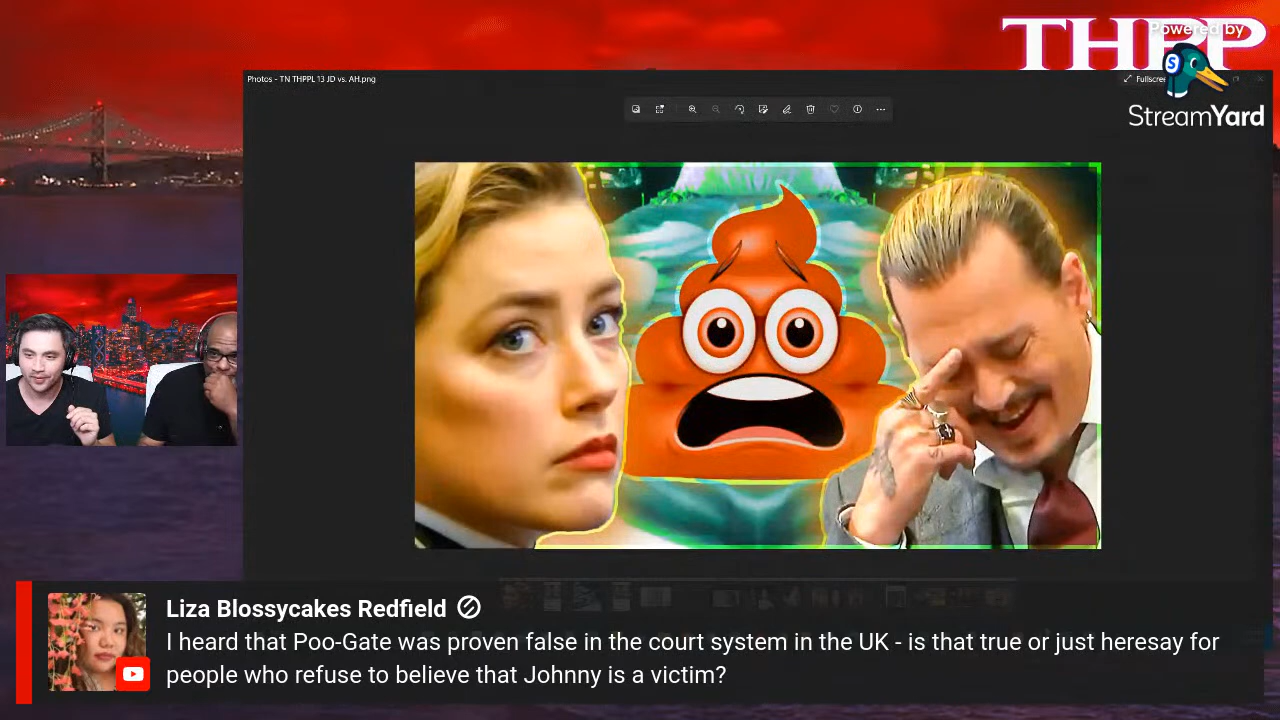 THPP
Powered by
Photos - TN THPPL 13 JD vs. AH.png
StreamYard
Liza Blossycakes Redfield
I heard that Poo-Gate was proven false in the court system in the UK - is that true or just heresay for
people who refuse to believe that Johnny is a victim?